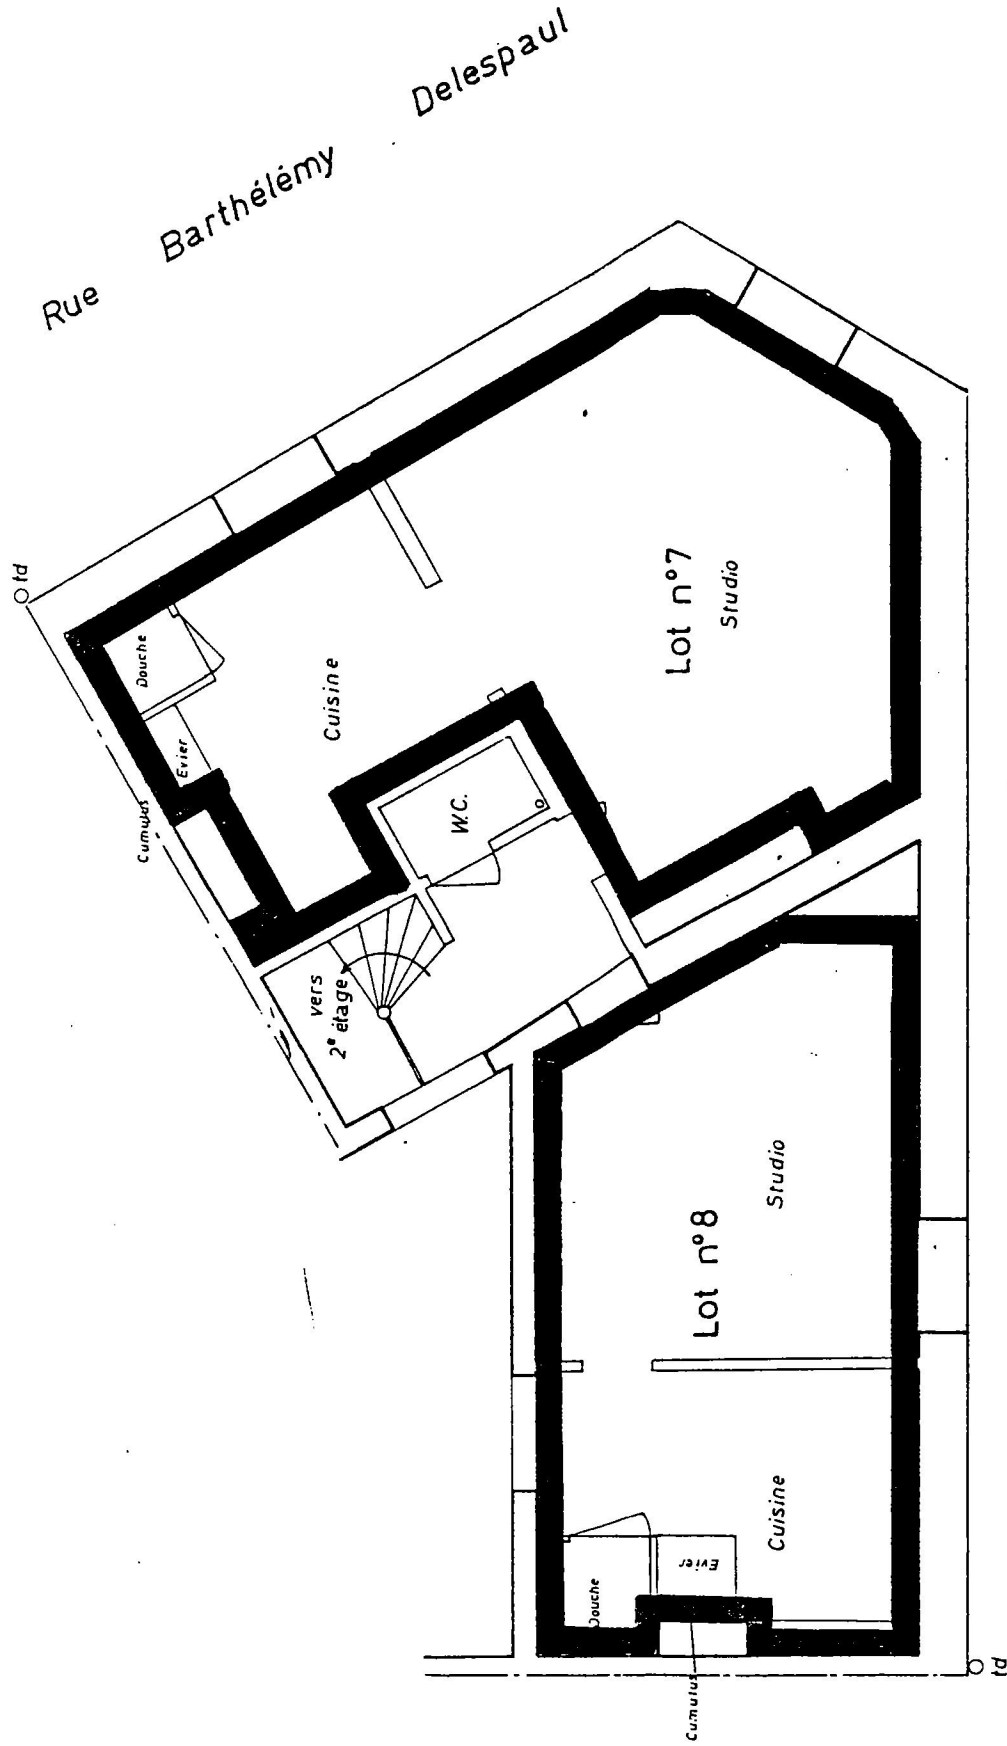 Rue Barthélémy Delespaul
td
Douche
Evier
Cumulus
Cuisine
W.C.
Lot n°7
Studio
vers
2e étage
Lot n°8
Studio
Cuisine
Douche
Evier
Cumulus
td